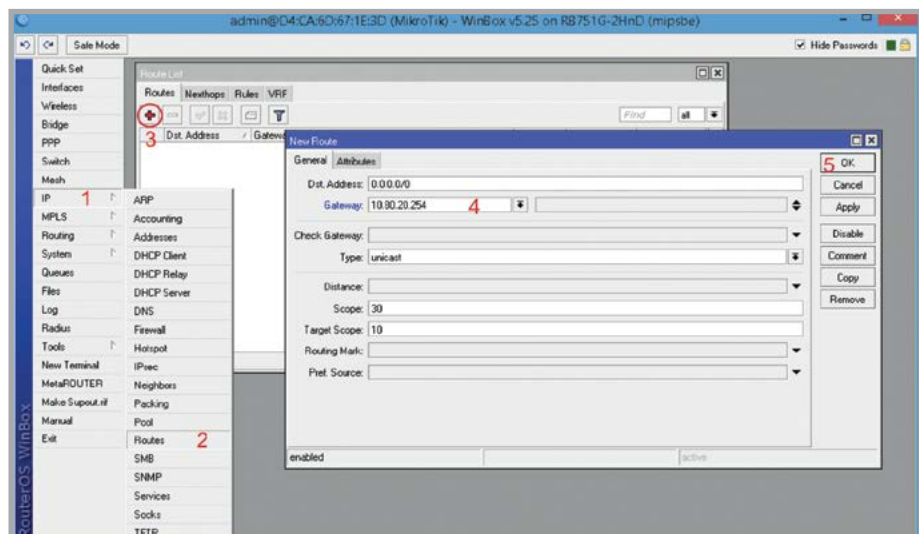 admin@D4:CA:6D:67:1E:3D (MikroTik) - WinBox v5.25 on RB751G-2HnD (mipsbe)
Safe Mode
Hide Passwords
Quick Set
Interfaces
Wireless
Bridge
PPP
Switch
Mesh
IP 1
MPLS
Routing
System
Queues
Files
Log
Radius
Tools
New Terminal
MetaROUTER
Make Supout.rif
Manual
Exit
RouterOS WinBox
ARP
Accounting
Addresses
DHCP Client
DHCP Relay
DHCP Server
DNS
Firewall
Hotspot
IPsec
Neighbors
Packing
Pool
Routes 2
SMB
SNMP
Services
Socks
TFTP
Route List
Routes Nexthops Rules VRF
Find all
3 Dst. Address
New Route
General Attributes
Dst. Address: 0.0.0.0/0
Gateway: 10.80.20.254 4
Check Gateway:
Type: unicast
Distance:
Scope: 30
Target Scope: 10
Routing Mark:
Pref. Source:
enabled active
5 OK
Cancel
Apply
Disable
Comment
Copy
Remove